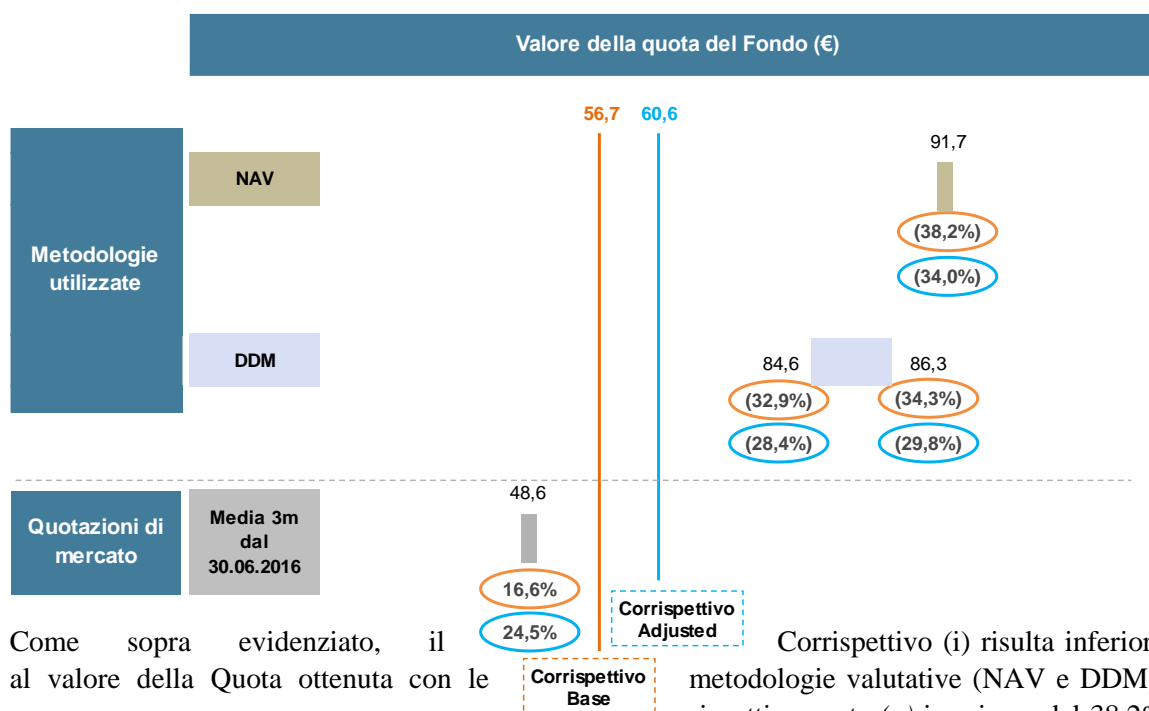 Valore della quota del Fondo (€)
56,7 60,6
91,7
NAV
(38,2%)
Metodologie
utilizzate
(34,0%)
DDM
84,6 86,3
(32,9%) (34,3%)
(28,4%) (29,8%)
48,6
Quotazioni di
mercato
Media 3m
dal
30.06.2016
16,6%
24,5%
Corrispettivo
Adjusted
Corrispettivo
Base
Come sopra evidenziato, il Corrispettivo (i) risulta
al valore della Quota ottenuta con le metodologie valutative (NAV e DDM